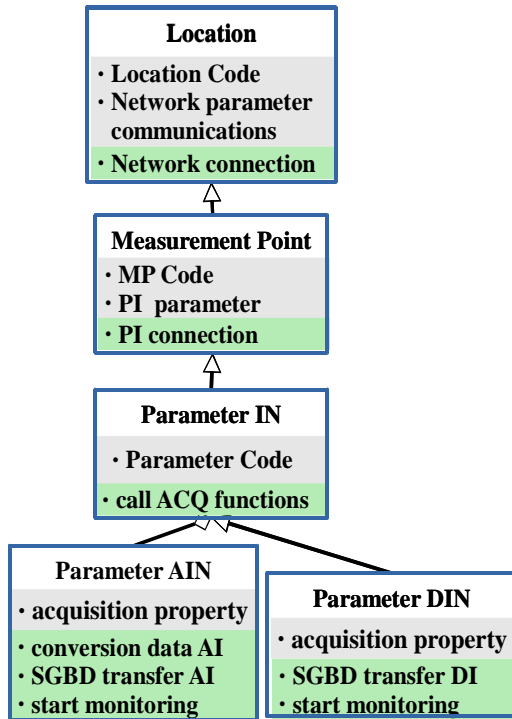 Location
· Location Code
· Network parameter
communications
· Network connection
Measurement Point
· MP Code
· PI parameter
· PI connection
Parameter IN
· Parameter Code
· call ACQ functions
Parameter AIN
· acquisition property
· conversion data AI
· SGBD transfer AI
· start monitoring
Parameter DIN
· acquisition property
· SGBD transfer DI
· start monitoring